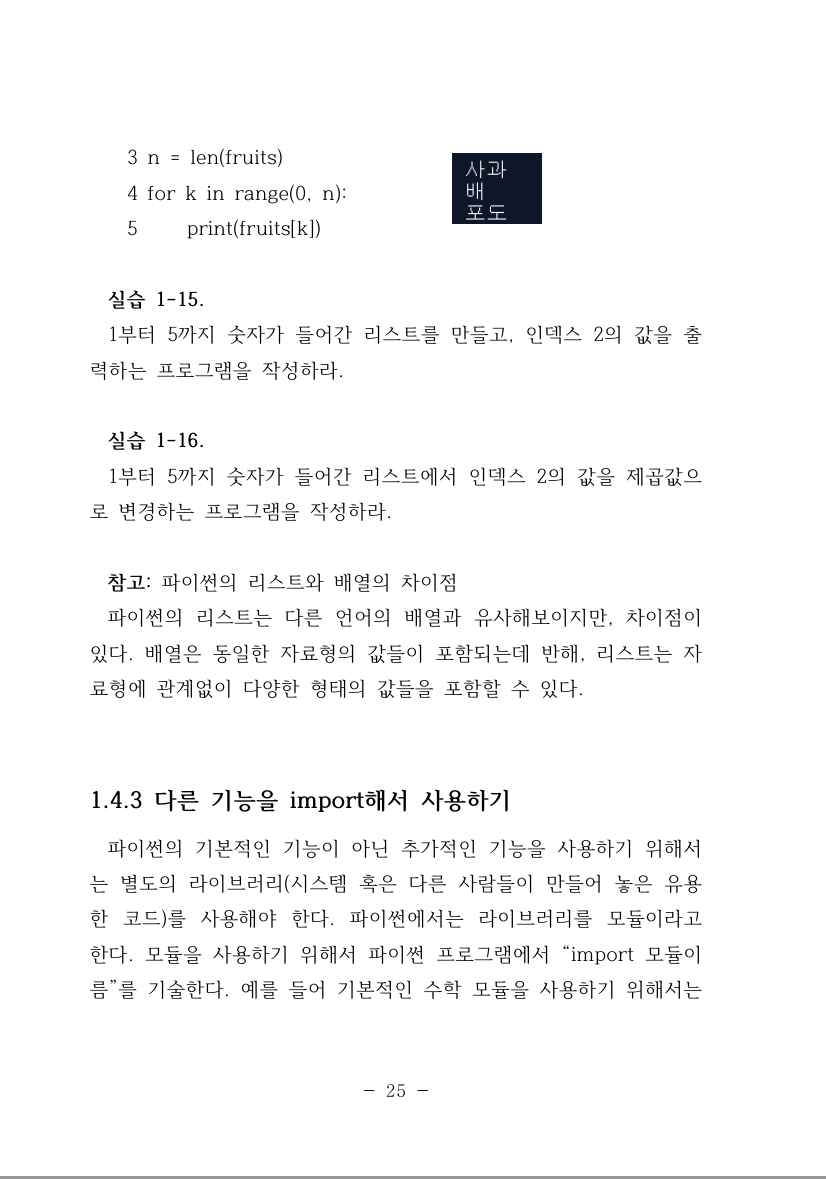 3 n = len(fruits)
4 for k in range(0, n):
5     print(fruits[k])
사과
배
포도
실습 1-15.
1부터 5까지 숫자가 들어간 리스트를 만들고, 인덱스 2의 값을 출
력하는 프로그램을 작성하라.
실습 1-16.
1부터 5까지 숫자가 들어간 리스트에서 인덱스 2의 값을 제곱값으
로 변경하는 프로그램을 작성하라.
참고: 파이썬의 리스트와 배열의 차이점
파이썬의 리스트는 다른 언어의 배열과 유사해보이지만, 차이점이
있다. 배열은 동일한 자료형의 값들이 포함되는데 반해, 리스트는 자
료형에 관계없이 다양한 형태의 값들을 포함할 수 있다.
1.4.3 다른 기능을 import해서 사용하기
파이썬의 기본적인 기능이 아닌 추가적인 기능을 사용하기 위해서
는 별도의 라이브러리(시스템 혹은 다른 사람들이 만들어 놓은 유용
한 코드)를 사용해야 한다. 파이썬에서는 라이브러리를 모듈이라고
한다. 모듈을 사용하기 위해서 파이썬 프로그램에서 “import 모듈이
름”를 기술한다. 예를 들어 기본적인 수학 모듈을 사용하기 위해서는
- 25 -